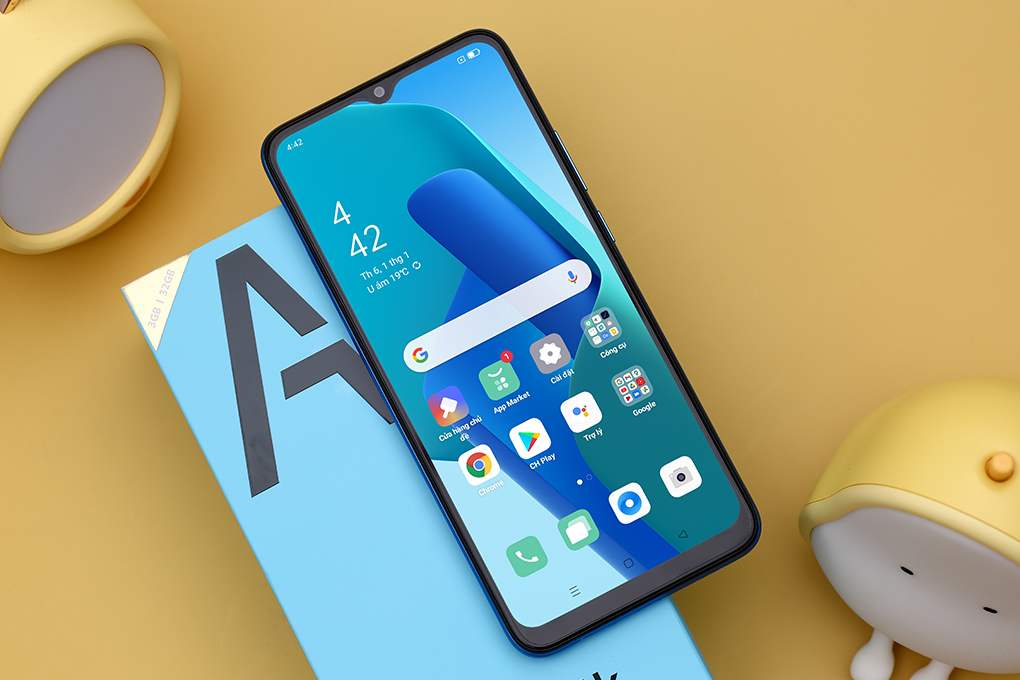 4:42
4
42
Th 6, 1 thg 1
U ám 19°C
Cửa hàng chủ
đề
App Market
1
Cài đặt
Công cụ
Chrome
CH Play
Trợ lý
Google
3GB | 32GB
A